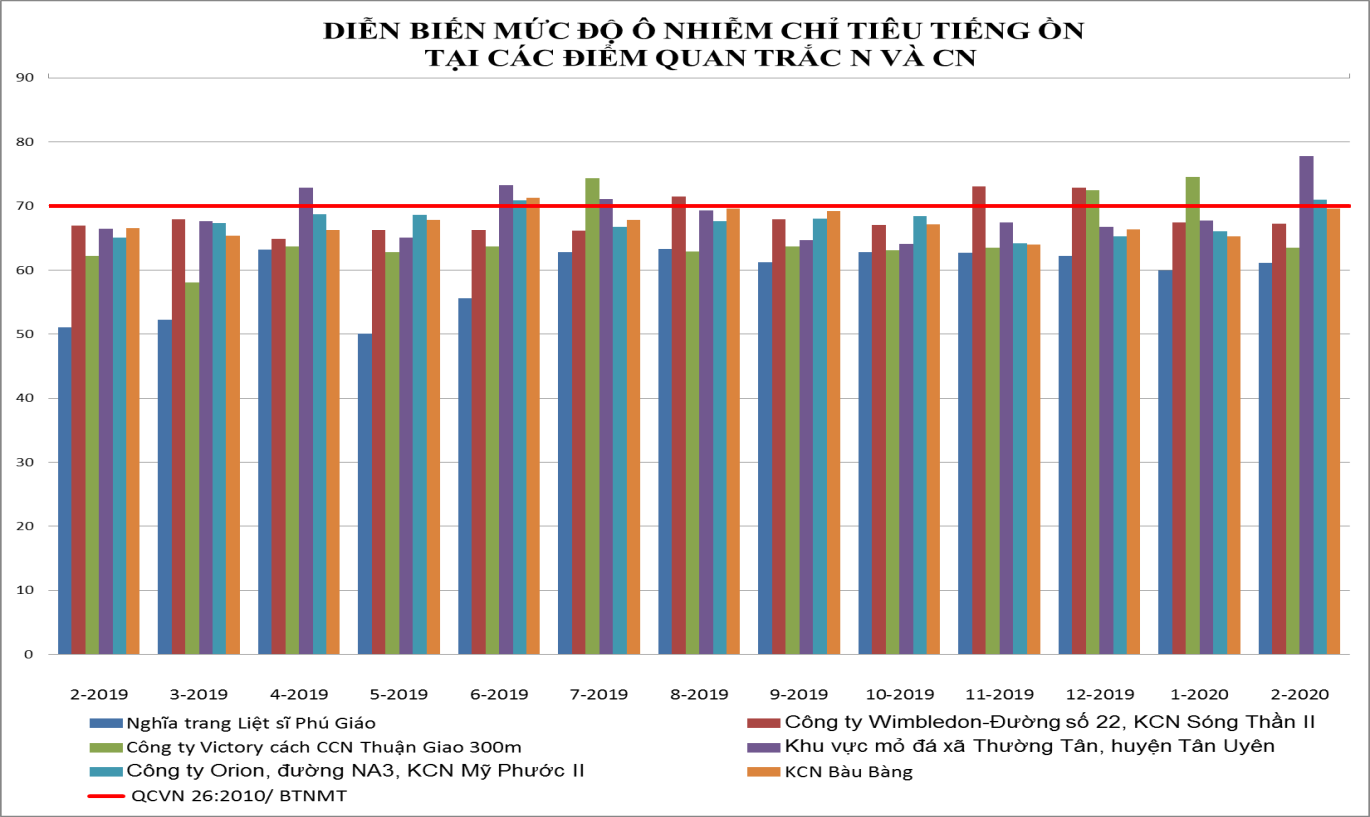 DIỄN BIẾN MỨC ĐỘ Ô NHIỄM CHỈ TIÊU TIẾNG ỒN
TẠI CÁC ĐIỂM QUAN TRẮC N VÀ CN
90
80
70
60
50
40
30
20
10
0
2-2019 3-2019 4-2019 5-2019 6-2019 7-2019 8-2019 9-2019 10-2019 11-2019 12-2019 1-2020 2-2020
Nghĩa trang Liệt sĩ Phú Giáo
Công ty Wimbledon-Đường số 22, KCN Sóng Thần II
Công ty Victory cách CCN Thuận Giao 300m
Khu vực mỏ đá xã Thường Tân, huyện Tân Uyên
Công ty Orion, đường NA3, KCN Mỹ Phước II
KCN Bàu Bàng
QCVN 26:2010/ BTNMT